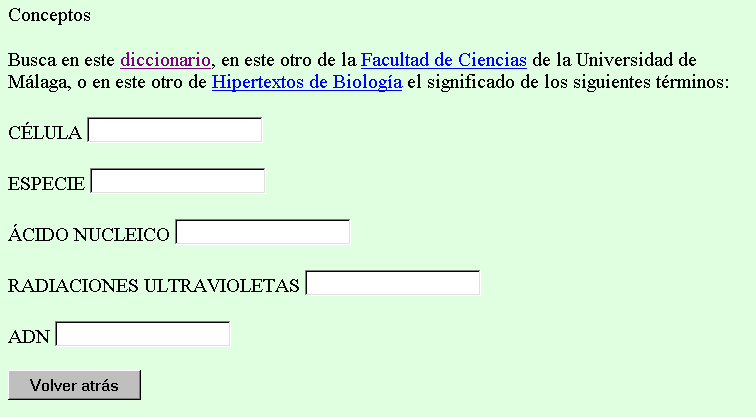 Conceptos
Busca en este diccionario, en este otro de la Facultad de Ciencias de la Universidad de
Málaga, o en este otro de Hipertextos de Biología el significado de los siguientes términos:
CÉLULA
ESPECIE
ÁCIDO NUCLEICO
RADIACIONES ULTRAVIOLETAS
ADN
Volver atrás